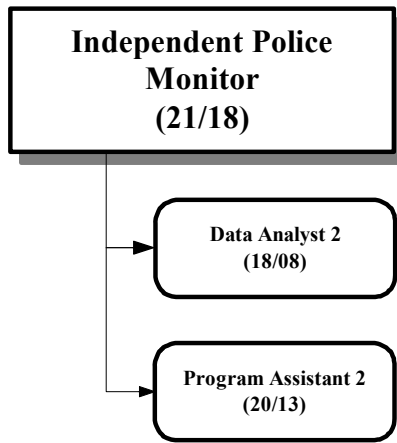 Independent Police
Monitor
(21/18)
Data Analyst 2
(18/08)
Program Assistant 2
(20/13)